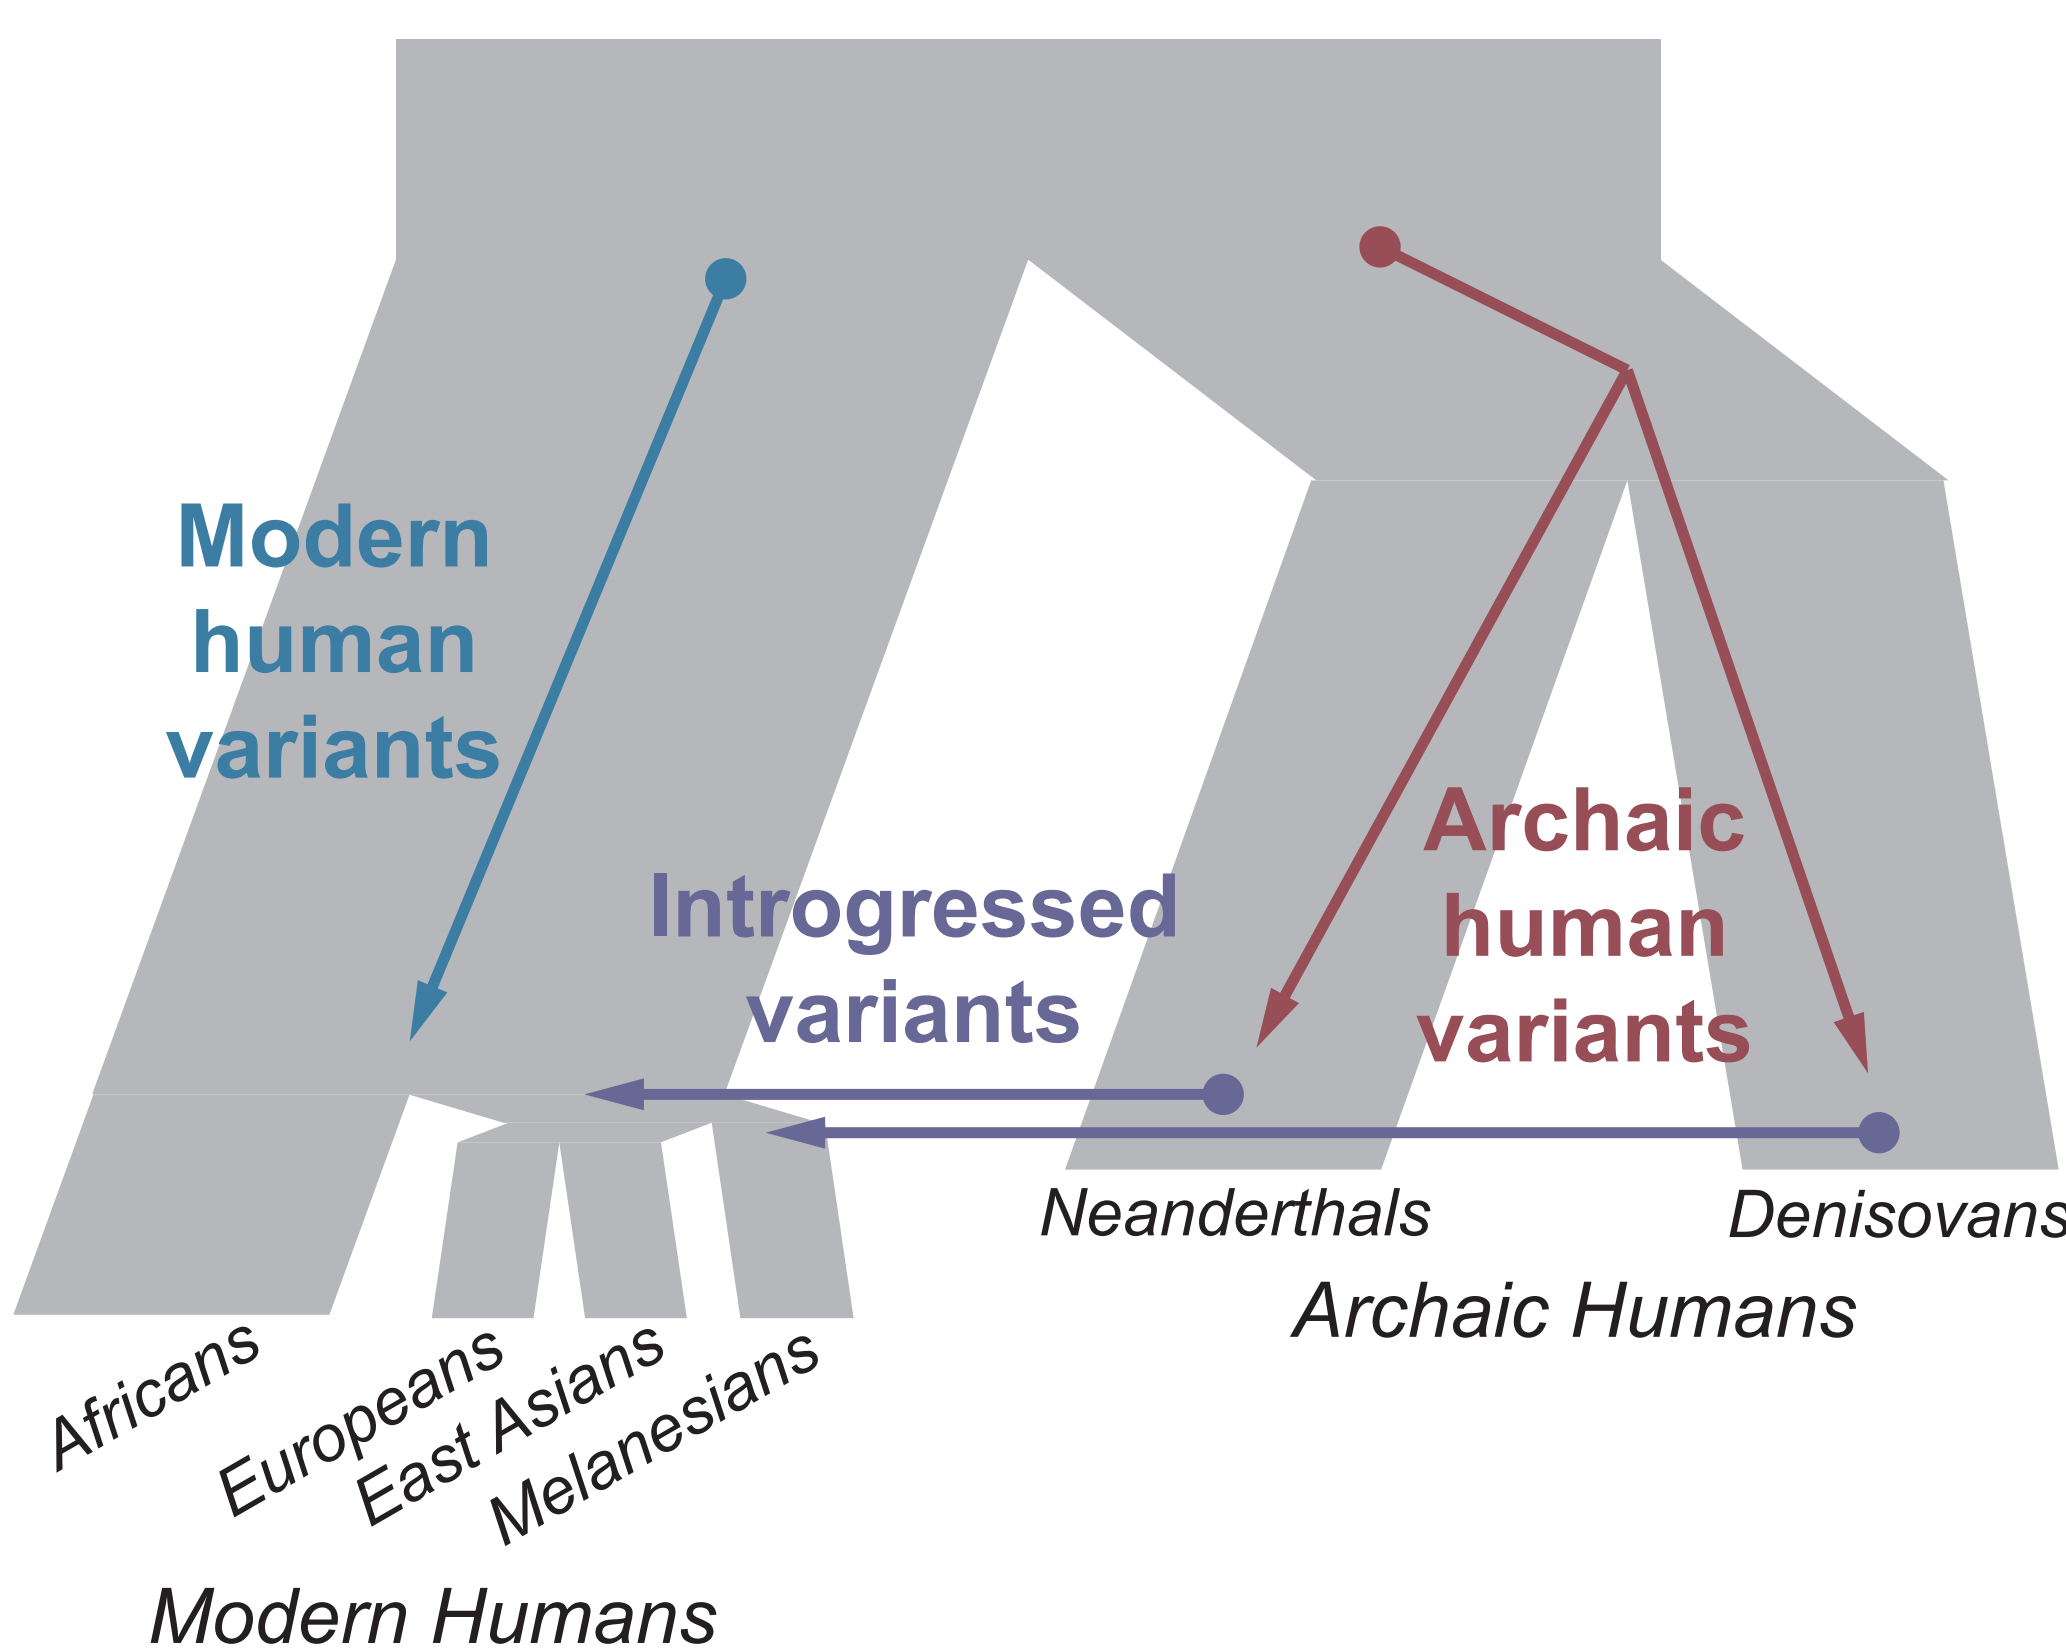 Modern
human
variants
Introgressed
variants
Archaic
human
variants
Neanderthals
Denisovans
Archaic Humans
Africans
Europeans
East Asians
Melanesians
Modern Humans